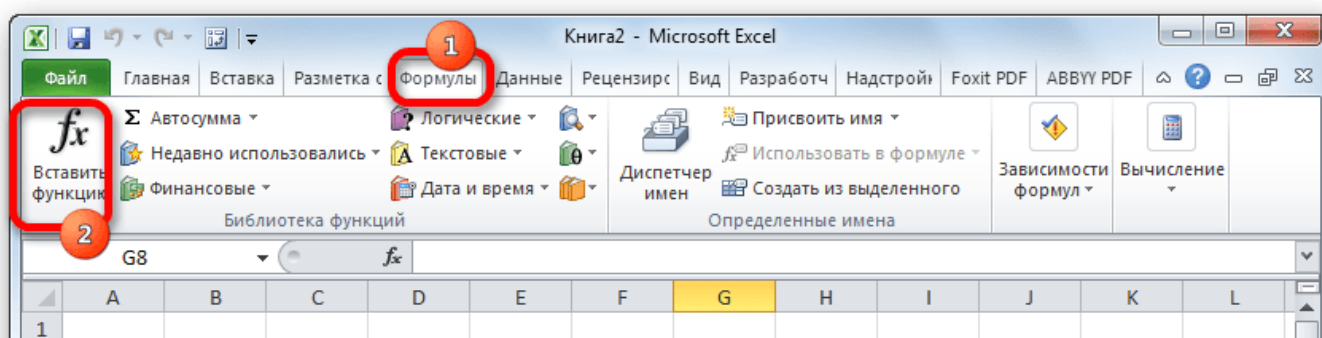 Книга2 - Microsoft Excel
1
Файл Главная Вставка Разметка с Формулы Данные Рецензирс Вид Разработч Надстройк Foxit PDF ABBYY PDF
fx Σ Автосумма Логические Присвоить имя
Недавно использовались Текстовые Использовать в формуле
Вставить функцию Финансовые Дата и время Диспетчер имен Создать из выделенного Зависимости формул Вычисление
Библиотека функций Определенные имена
2
G8 fx
A B C D E F G H I J K L
1